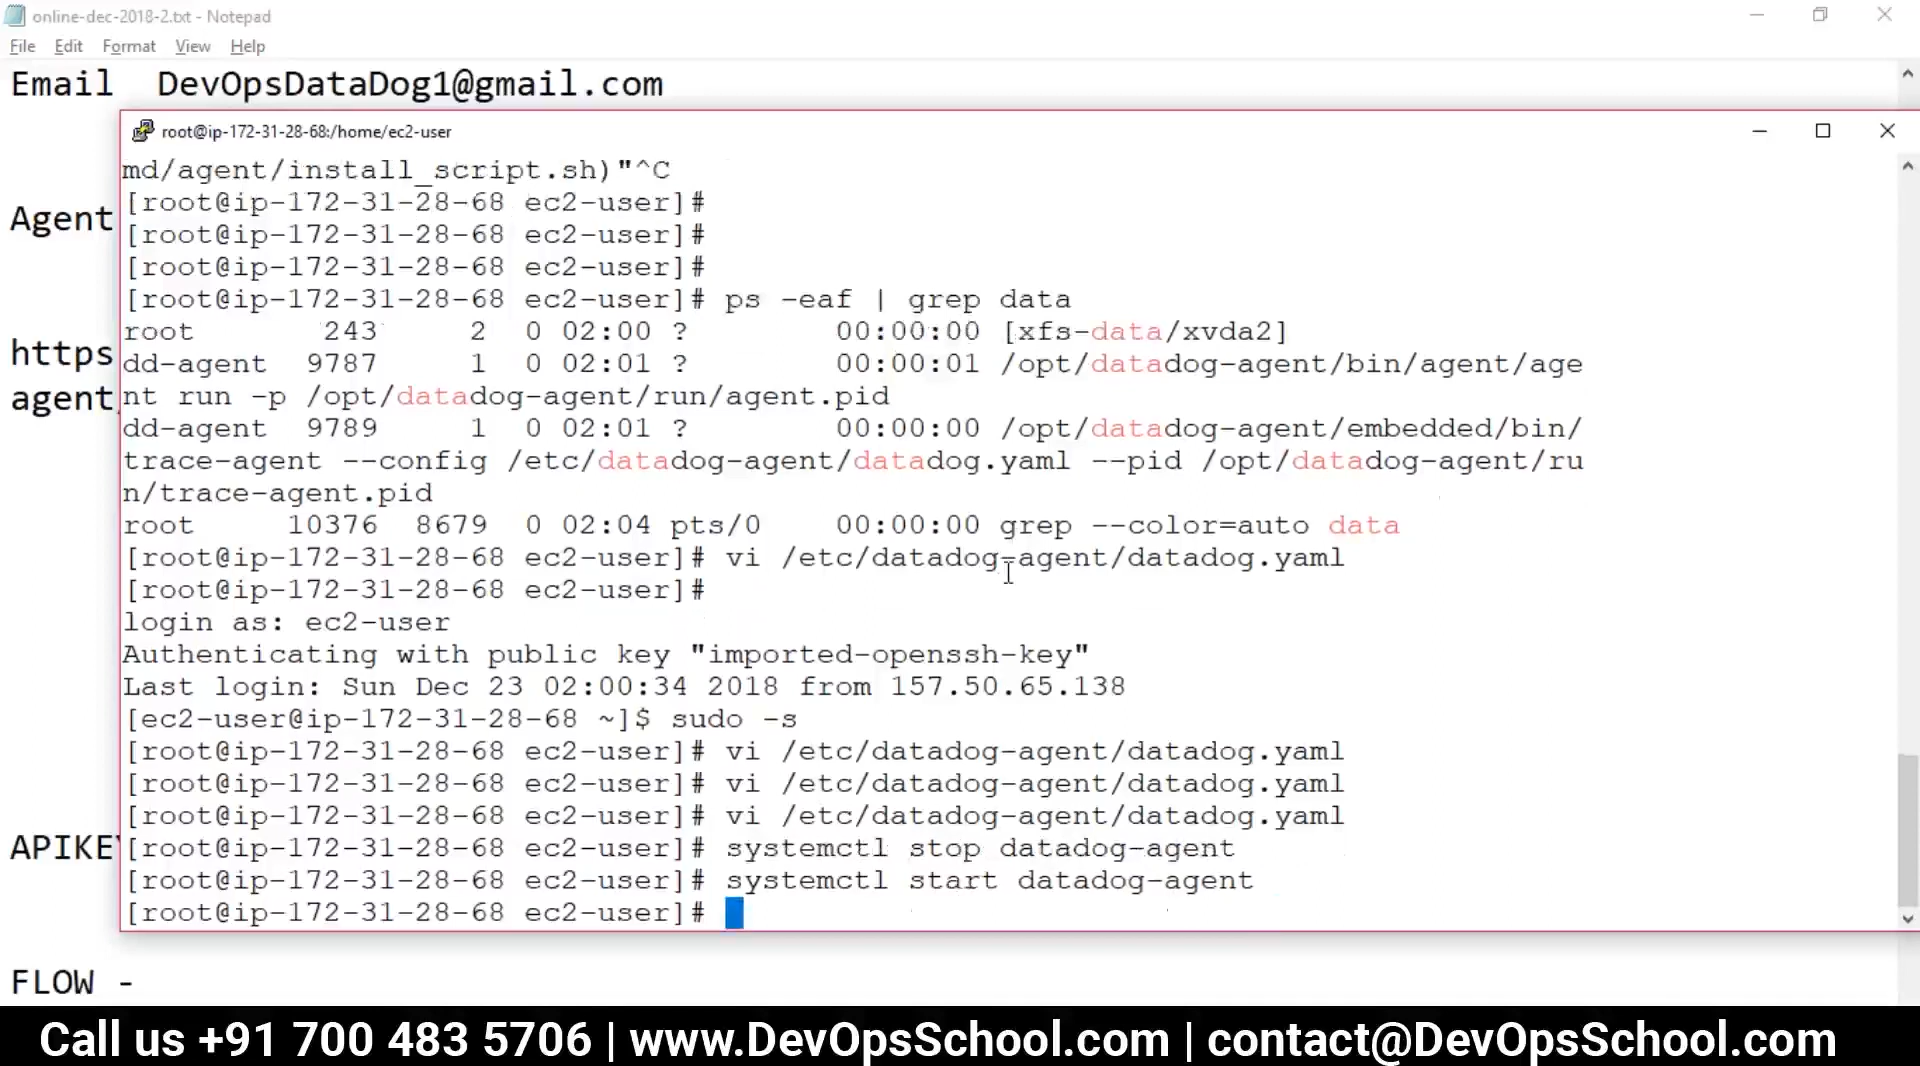 online-dec-2018-2.txt - Notepad
File Edit Format View Help
Email DevOpsDataDog1@gmail.com
root@ip-172-31-28-68:/home/ec2-user
md/agent/install_script.sh)"^C
[root@ip-172-31-28-68 ec2-user]#
Agent
[root@ip-172-31-28-68 ec2-user]#
[root@ip-172-31-28-68 ec2-user]#
[root@ip-172-31-28-68 ec2-user]# ps -eaf | grep data
root 243 2 0 02:00 ? 00:00:00 [xfs-data/xvda2]
https
dd-agent 9787 1 0 02:01 ? 00:00:01 /opt/datadog-agent/bin/agent/age
agent
nt run -p /opt/datadog-agent/run/agent.pid
dd-agent 9789 1 0 02:01 ? 00:00:00 /opt/datadog-agent/embedded/bin/
trace-agent --config /etc/datadog-agent/datadog.yaml --pid /opt/datadog-agent/ru
n/trace-agent.pid
root 10376 8679 0 02:04 pts/0 00:00:00 grep --color=auto data
[root@ip-172-31-28-68 ec2-user]# vi /etc/datadog-agent/datadog.yaml
[root@ip-172-31-28-68 ec2-user]#
login as: ec2-user
Authenticating with public key "imported-openssh-key"
Last login: Sun Dec 23 02:00:34 2018 from 157.50.65.138
[ec2-user@ip-172-31-28-68 ~]$ sudo -s
[root@ip-172-31-28-68 ec2-user]# vi /etc/datadog-agent/datadog.yaml
[root@ip-172-31-28-68 ec2-user]# vi /etc/datadog-agent/datadog.yaml
[root@ip-172-31-28-68 ec2-user]# vi /etc/datadog-agent/datadog.yaml
APIKEY
[root@ip-172-31-28-68 ec2-user]# systemctl stop datadog-agent
[root@ip-172-31-28-68 ec2-user]# systemctl start datadog-agent
[root@ip-172-31-28-68 ec2-user]#
FLOW -
Call us +91 700 483 5706 | www.DevOpsSchool.com | contact@DevOpsSchool.com